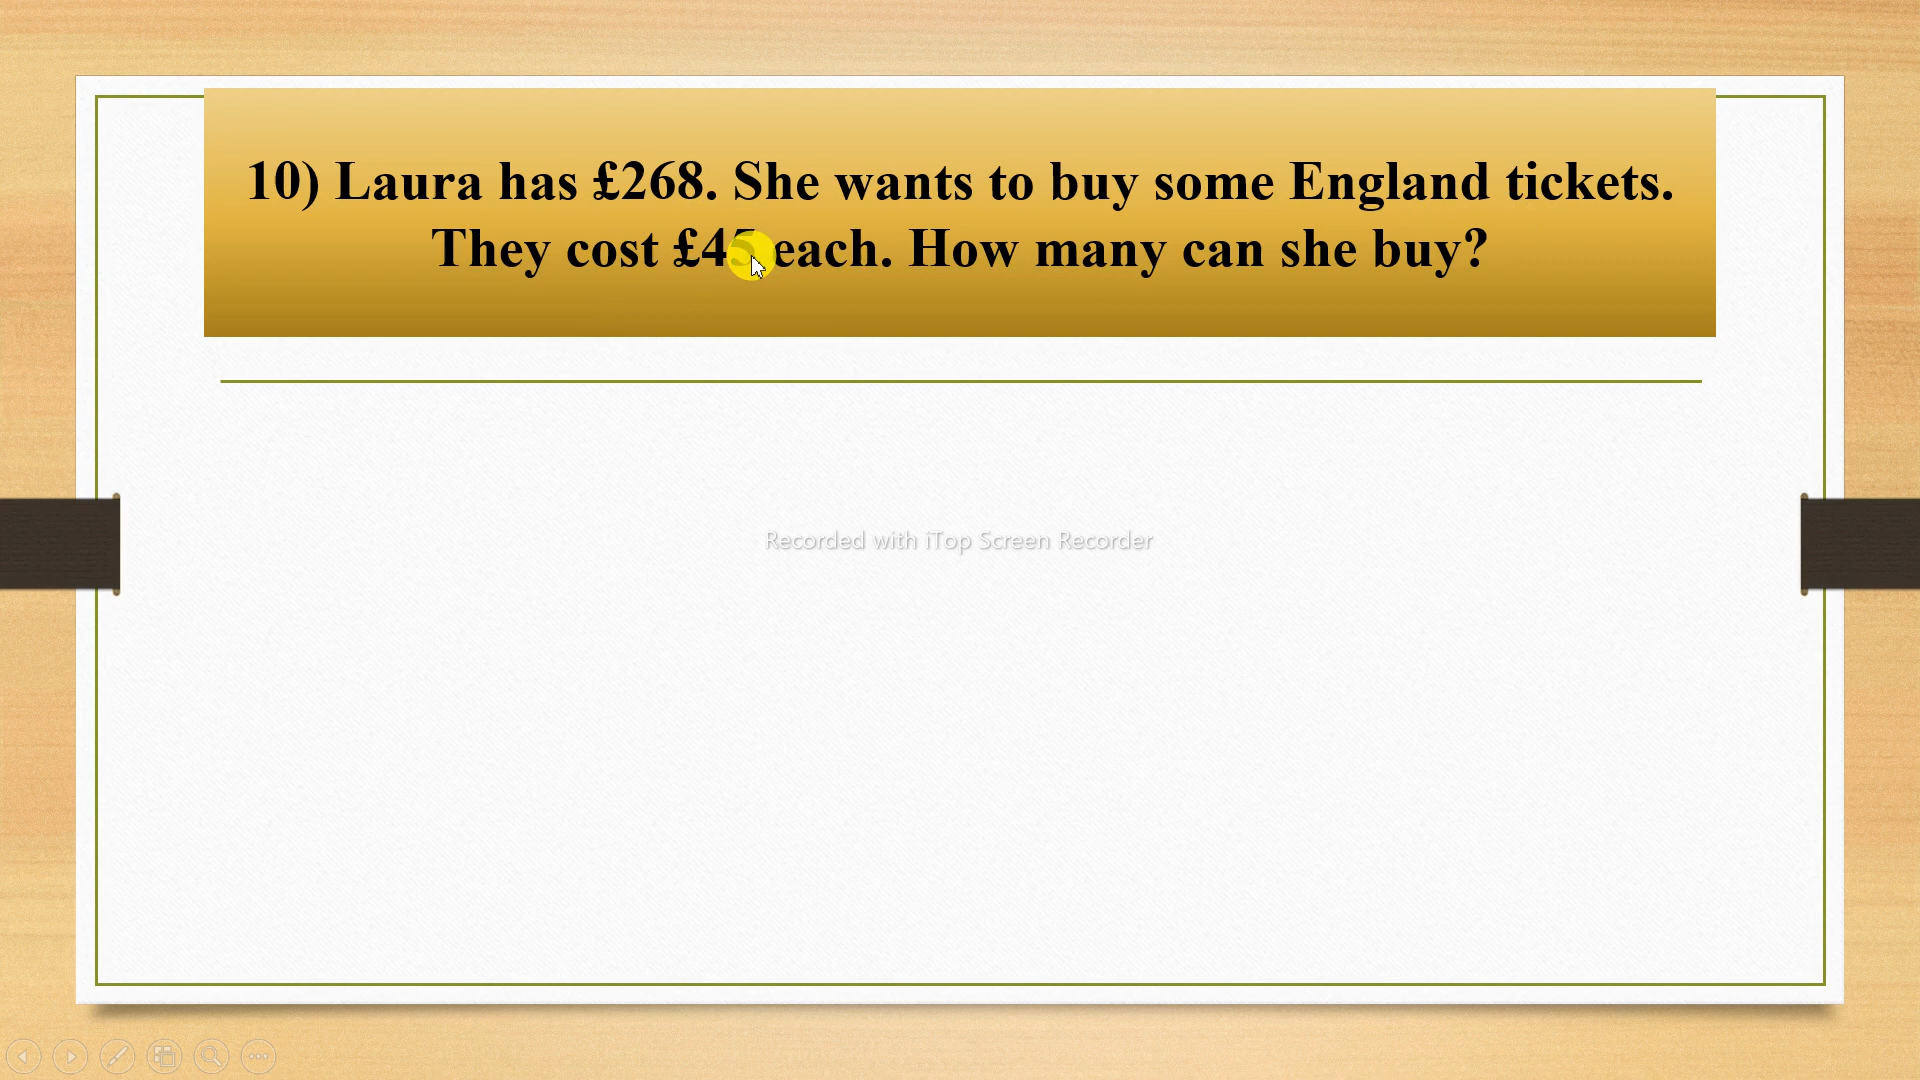 10) Laura has £268. She wants to buy some England tickets.
They cost £45 each. How many can she buy?
Recorded with iTop Screen Recorder